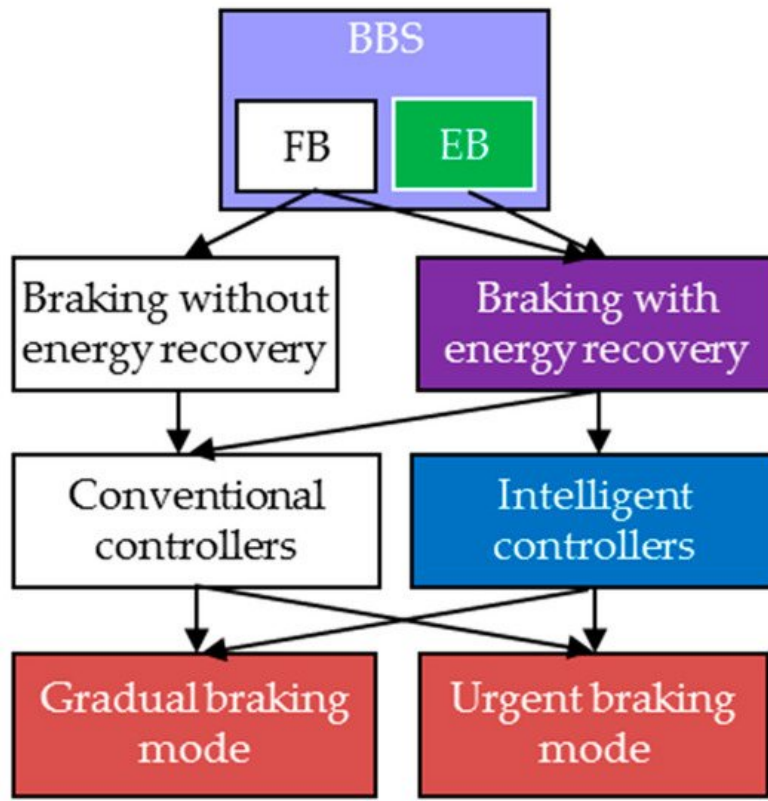 BBS
FB
EB
Braking without
energy recovery
Braking with
energy recovery
Conventional
controllers
Intelligent
controllers
Gradual braking
mode
Urgent braking
mode